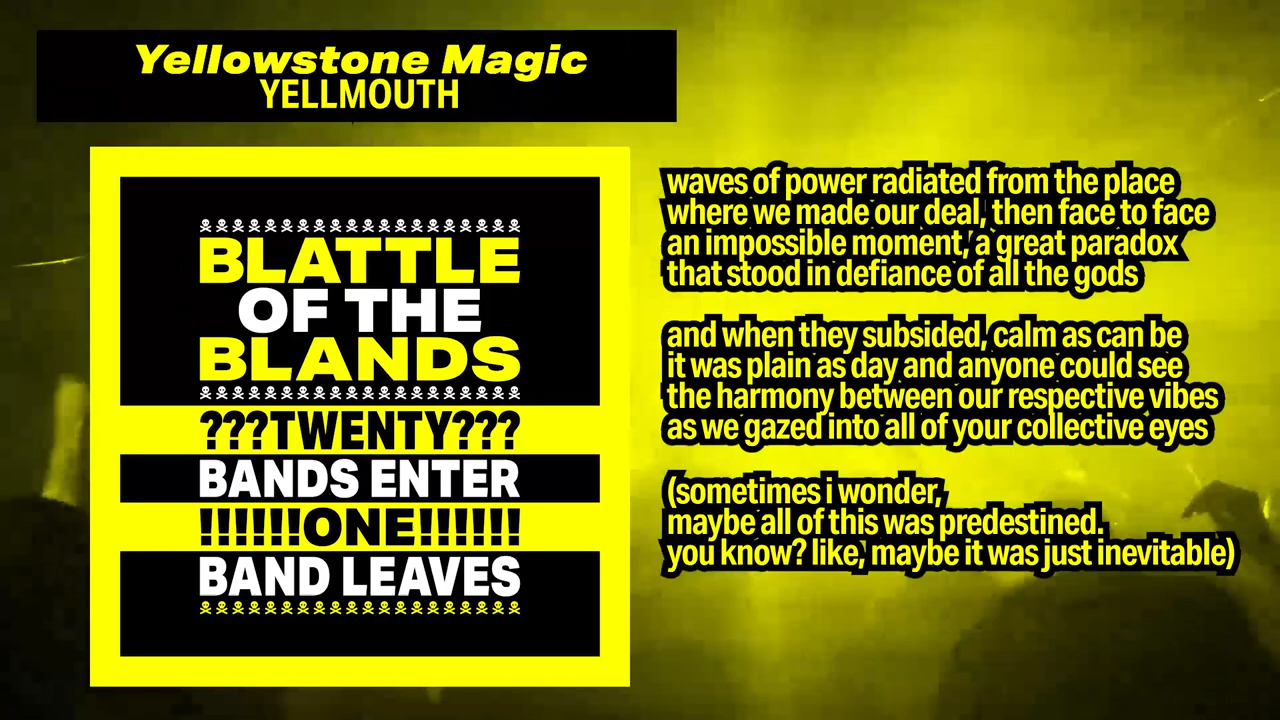 Yellowstone Magic
YELLMOUTH
BLATTLE
OF THE
BLANDS
???TWENTY???
BANDS ENTER
!!!!!!ONE!!!!!!
BAND LEAVES
waves of power radiated from the place
where we made our deal, then face to face
an impossible moment, a great paradox
that stood in defiance of all the gods
and when they subsided, calm as can be
it was plain as day and anyone could see
the harmony between our respective vibes
as we gazed into all of your collective eyes
(sometimes i wonder,
maybe all of this was predestined.
you know? like, maybe it was just inevitable)